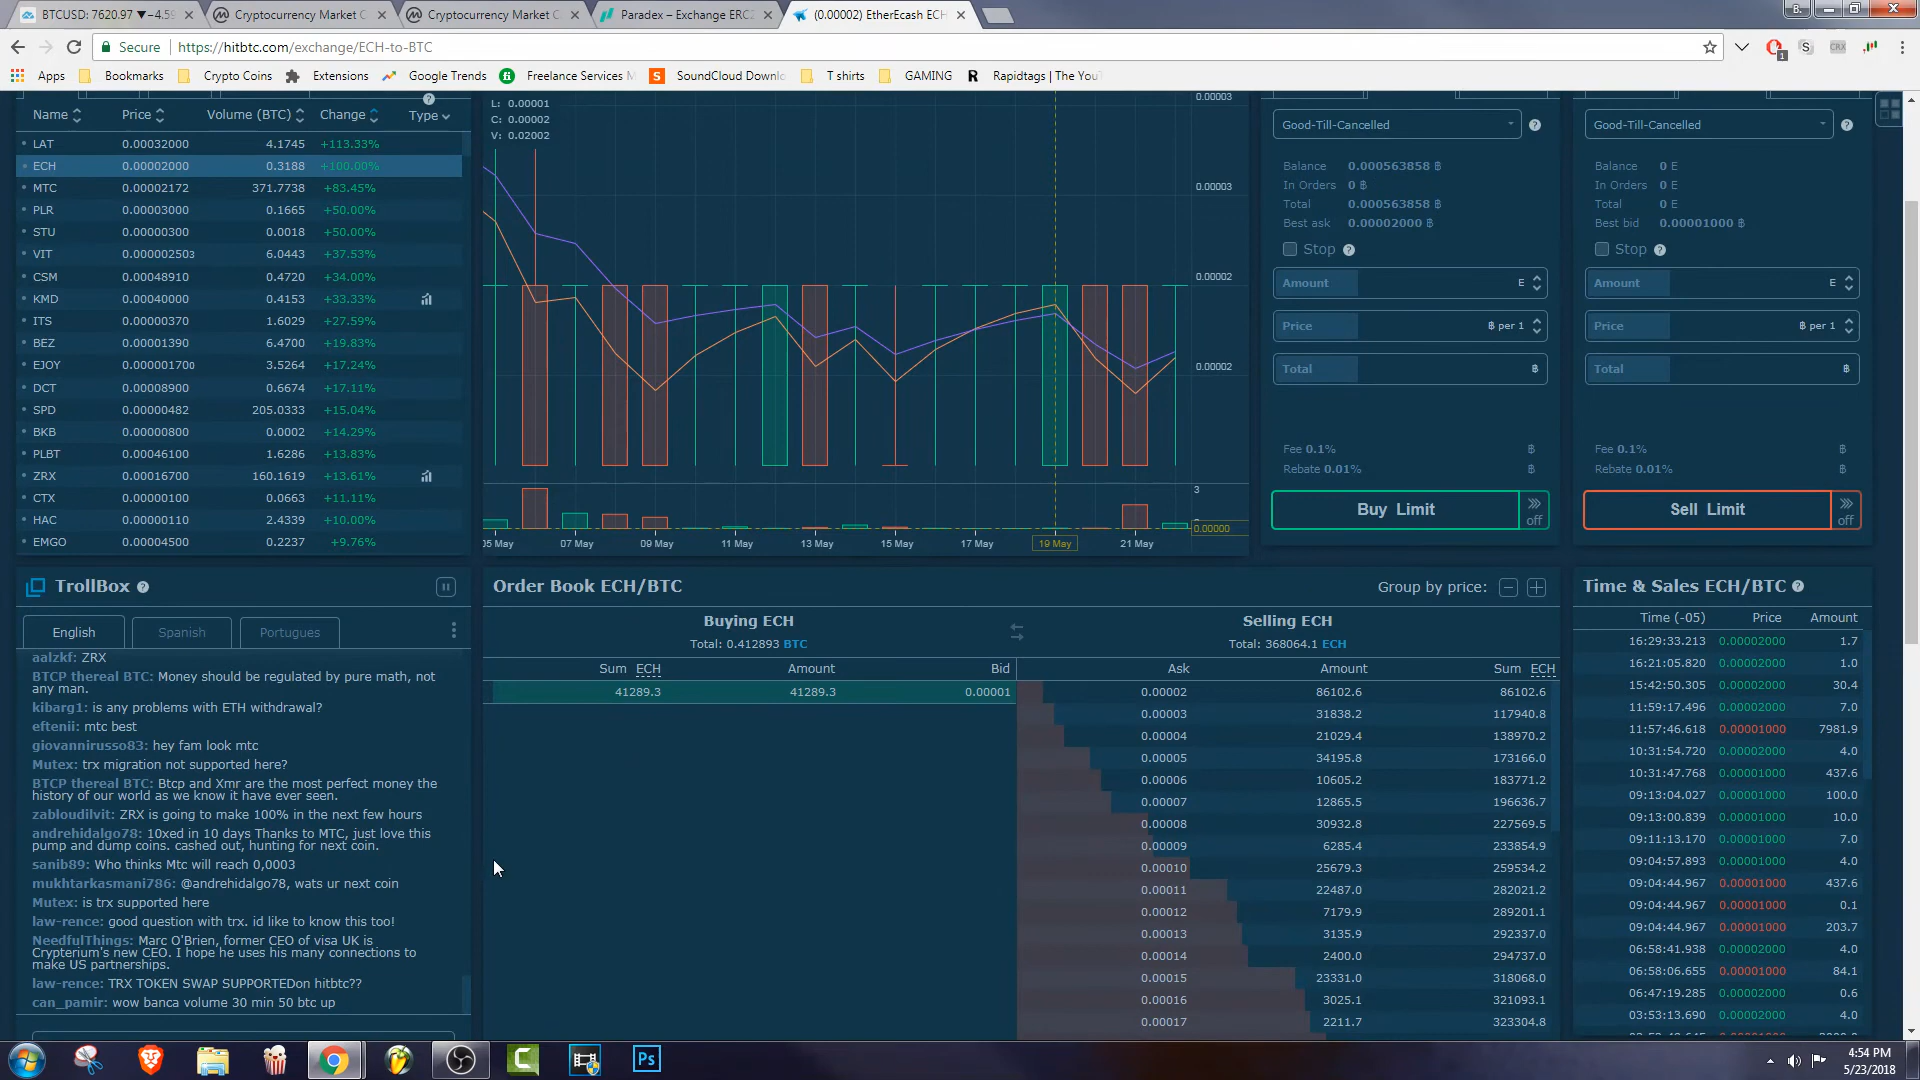 BTCUSD: 7620.97 ▼−4.59
Cryptocurrency Market C
Cryptocurrency Market C
Paradex – Exchange ERC2
(0.00002) EtherEcash ECH
B.
Secure
https://hitbtc.com/exchange/ECH-to-BTC
1
S
CRX
Apps
Bookmarks
Crypto Coins
Extensions
Google Trends
Freelance Services M
SoundCloud Downlo
T shirts
GAMING
Rapidtags | The You
Name Price Volume (BTC) Change Type
LAT 0.00032000 4.1745 +113.33%
ECH 0.00002000 0.3188 +100.00%
MTC 0.00002172 371.7738 +83.45%
PLR 0.00003000 0.1665 +50.00%
STU 0.00000300 0.0018 +50.00%
VIT 0.000002503 6.0443 +37.53%
CSM 0.00048910 0.4720 +34.00%
KMD 0.00040000 0.4153 +33.33%
ITS 0.00000370 1.6029 +27.59%
BEZ 0.00001390 6.4700 +19.83%
EJOY 0.000001700 3.5264 +17.24%
DCT 0.00008900 0.6674 +17.11%
SPD 0.00000482 205.0333 +15.04%
BKB 0.00000800 0.0002 +14.29%
PLBT 0.00046100 1.6286 +13.83%
ZRX 0.00016700 160.1619 +13.61%
CTX 0.00000100 0.0663 +11.11%
HAC 0.00000110 2.4339 +10.00%
EMGO 0.00004500 0.2237 +9.76%
L: 0.00001
C: 0.00002
V: 0.02002
0.00003
0.00003
0.00002
0.00002
3
0.00000
05 May 07 May 09 May 11 May 13 May 15 May 17 May 19 May 21 May
Good-Till-Cancelled
Balance 0.000563858 ฿
In Orders 0 ฿
Total 0.000563858 ฿
Best ask 0.00002000 ฿
Stop
Amount E
Price ฿ per 1
Total ฿
Fee 0.1% ฿
Rebate 0.01% ฿
Buy Limit
off
Good-Till-Cancelled
Balance 0 E
In Orders 0 E
Total 0 E
Best bid 0.00001000 ฿
Stop
Amount E
Price ฿ per 1
Total ฿
Fee 0.1% ฿
Rebate 0.01% ฿
Sell Limit
off
TrollBox
English Spanish Portugues
aalzkf: ZRX
BTCP thereal BTC: Money should be regulated by pure math, not
any man.
kibarg1: is any problems with ETH withdrawal?
eftenii: mtc best
giovannirusso83: hey fam look mtc
Mutex: trx migration not supported here?
BTCP thereal BTC: Btcp and Xmr are the most perfect money the
history of our world as we know it have ever seen.
zabloudilvit: ZRX is going to make 100% in the next few hours
andrehidalgo78: 10xed in 10 days Thanks to MTC, just love this
pump and dump coins. cashed out, hunting for next coin.
sanib89: Who thinks Mtc will reach 0,0003
mukhtarkasmani786: @andrehidalgo78, wats ur next coin
Mutex: is trx supported here
law-rence: good question with trx. id like to know this too!
NeedfulThings: Marc O'Brien, former CEO of visa UK is
Crypterium's new CEO. I hope he uses his many connections to
make US partnerships.
law-rence: TRX TOKEN SWAP SUPPORTEDon hitbtc??
can_pamir: wow banca volume 30 min 50 btc up
Order Book ECH/BTC
Group by price:
Buying ECH
Total: 0.412893 BTC
Sum ECH Amount Bid
41289.3 41289.3 0.00001
Selling ECH
Total: 368064.1 ECH
Ask Amount Sum ECH
0.00002 86102.6 86102.6
0.00003 31838.2 117940.8
0.00004 21029.4 138970.2
0.00005 34195.8 173166.0
0.00006 10605.2 183771.2
0.00007 12865.5 196636.7
0.00008 30932.8 227569.5
0.00009 6285.4 233854.9
0.00010 25679.3 259534.2
0.00011 22487.0 282021.2
0.00012 7179.9 289201.1
0.00013 3135.9 292337.0
0.00014 2400.0 294737.0
0.00015 23331.0 318068.0
0.00016 3025.1 321093.1
0.00017 2211.7 323304.8
Time & Sales ECH/BTC
Time (-05) Price Amount
16:29:33.213 0.00002000 1.7
16:21:05.820 0.00002000 1.0
15:42:50.305 0.00002000 30.4
11:59:17.496 0.00002000 7.0
11:57:46.618 0.00001000 7981.9
10:31:54.720 0.00002000 4.0
10:31:47.768 0.00001000 437.6
09:13:04.027 0.00002000 100.0
09:13:00.839 0.00002000 10.0
09:11:13.170 0.00002000 7.0
09:04:57.893 0.00002000 4.0
09:04:44.967 0.00001000 437.6
09:04:44.967 0.00001000 0.1
09:04:44.967 0.00001000 203.7
06:58:41.938 0.00002000 4.0
06:58:06.655 0.00001000 84.1
06:47:19.285 0.00002000 0.6
03:53:13.690 0.00002000 4.0
Ps
4:54 PM
5/23/2018